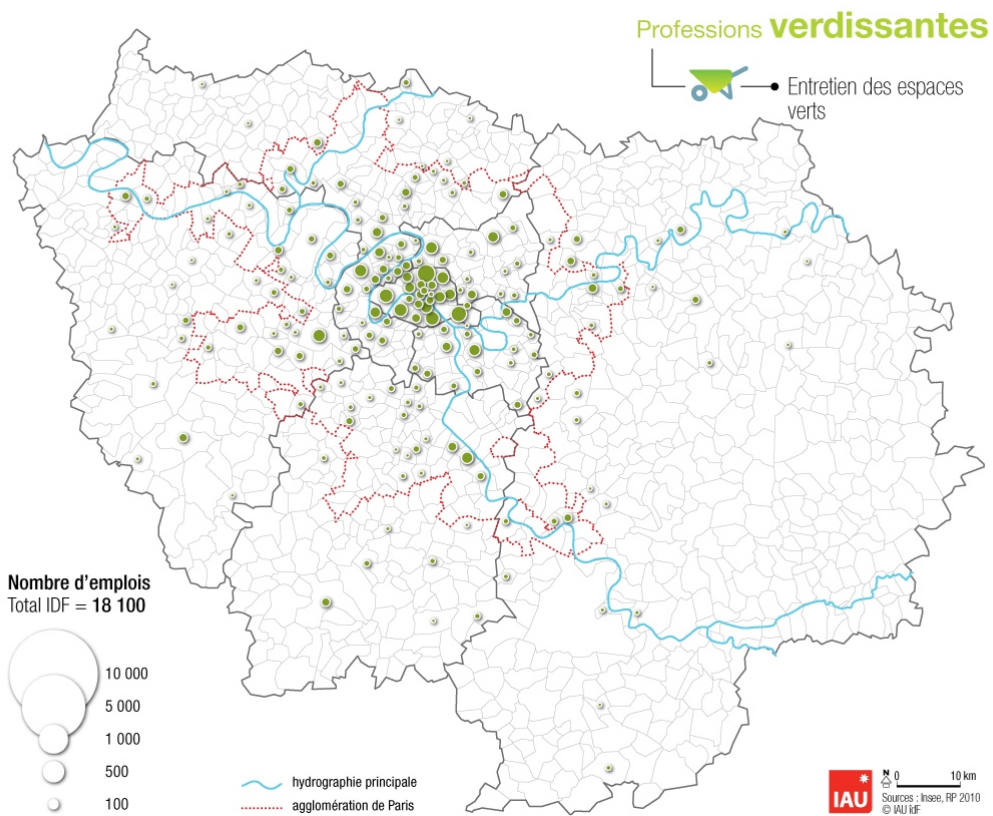 Professions verdissantes
Entretien des espaces
verts
Nombre d'emplois
Total IDF = 18 100
10 000
5 000
1 000
500
100
hydrographie principale
agglomération de Paris
IAU
N
0 10 km
Sources : Insee, RP 2010
© IAU îdF